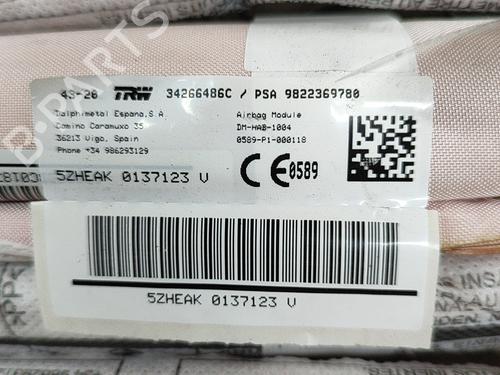 43-20 TRW 34266486C / PSA 9822369780
Dalphimetal Espana,S.A.
Camino Caramuxo 35
36213 Vigo, Spain
Phone +34 986293129
Airbag Module
DM-HAB-1004
0589-P1-000118
CE 0589
5ZHEAK 0137123 V
5ZHEAK 0137123 V
B-PARTS